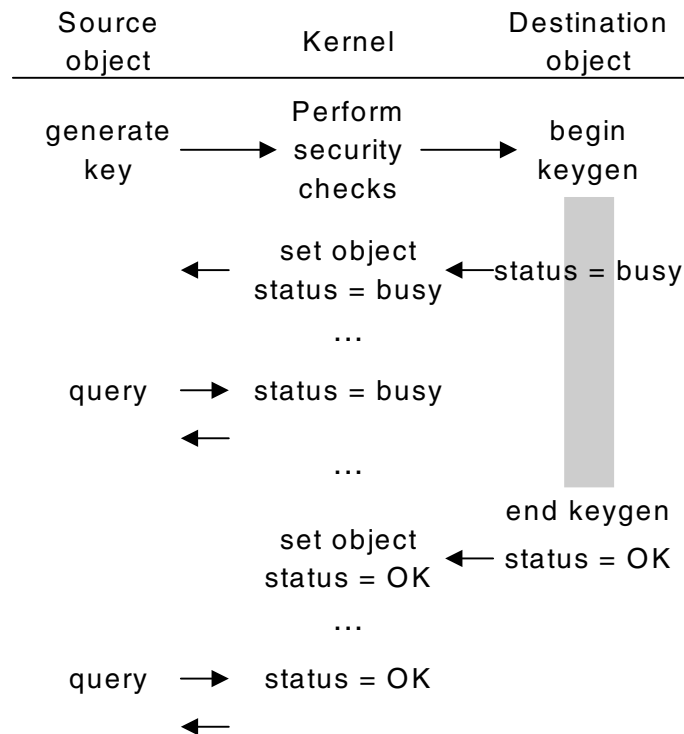 Source object
Kernel
Destination object
generate key
Perform security checks
begin keygen
set object status = busy
status = busy
...
query
status = busy
...
end keygen
set object status = OK
status = OK
...
query
status = OK